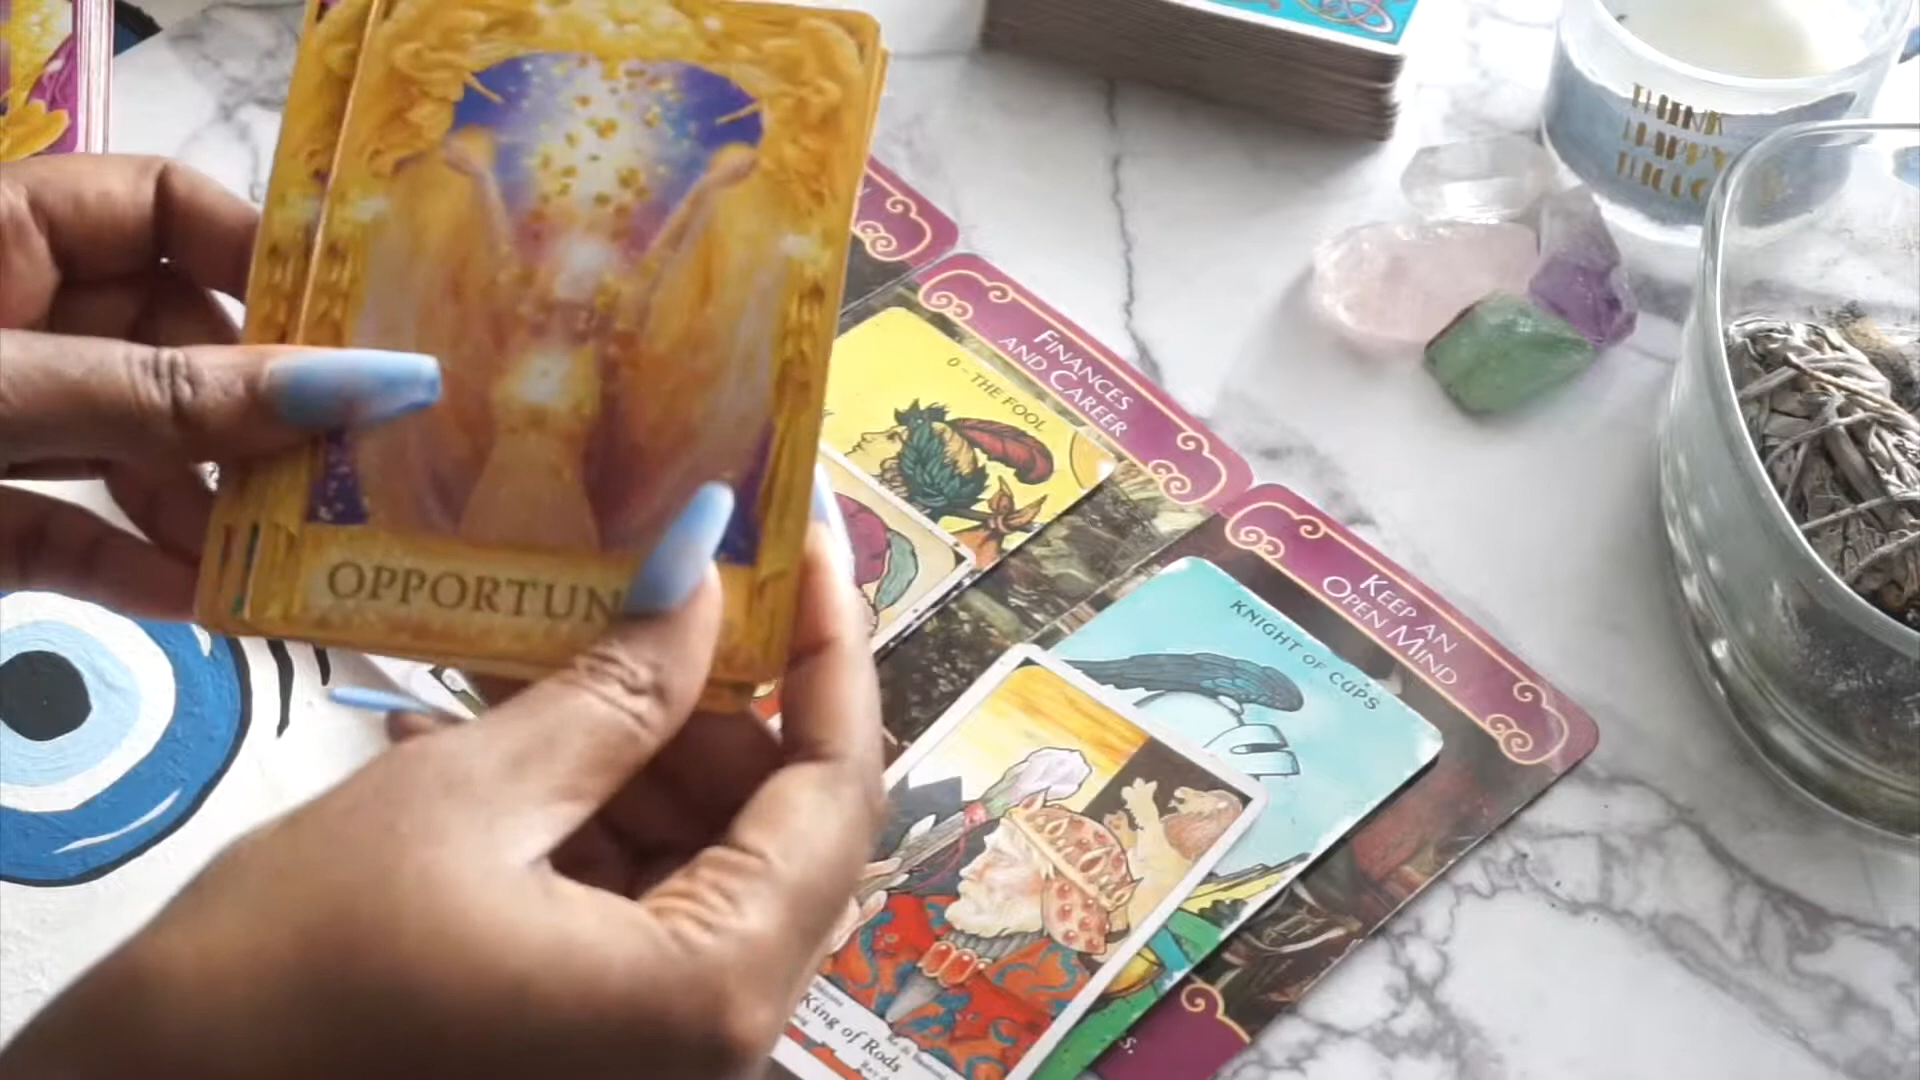 OPPORTUN
FINANCES
AND CAREER
0 - THE FOOL
KEEP AN
OPEN MIND
KNIGHT OF CUPS
King of Rods
THINK
HAPPY